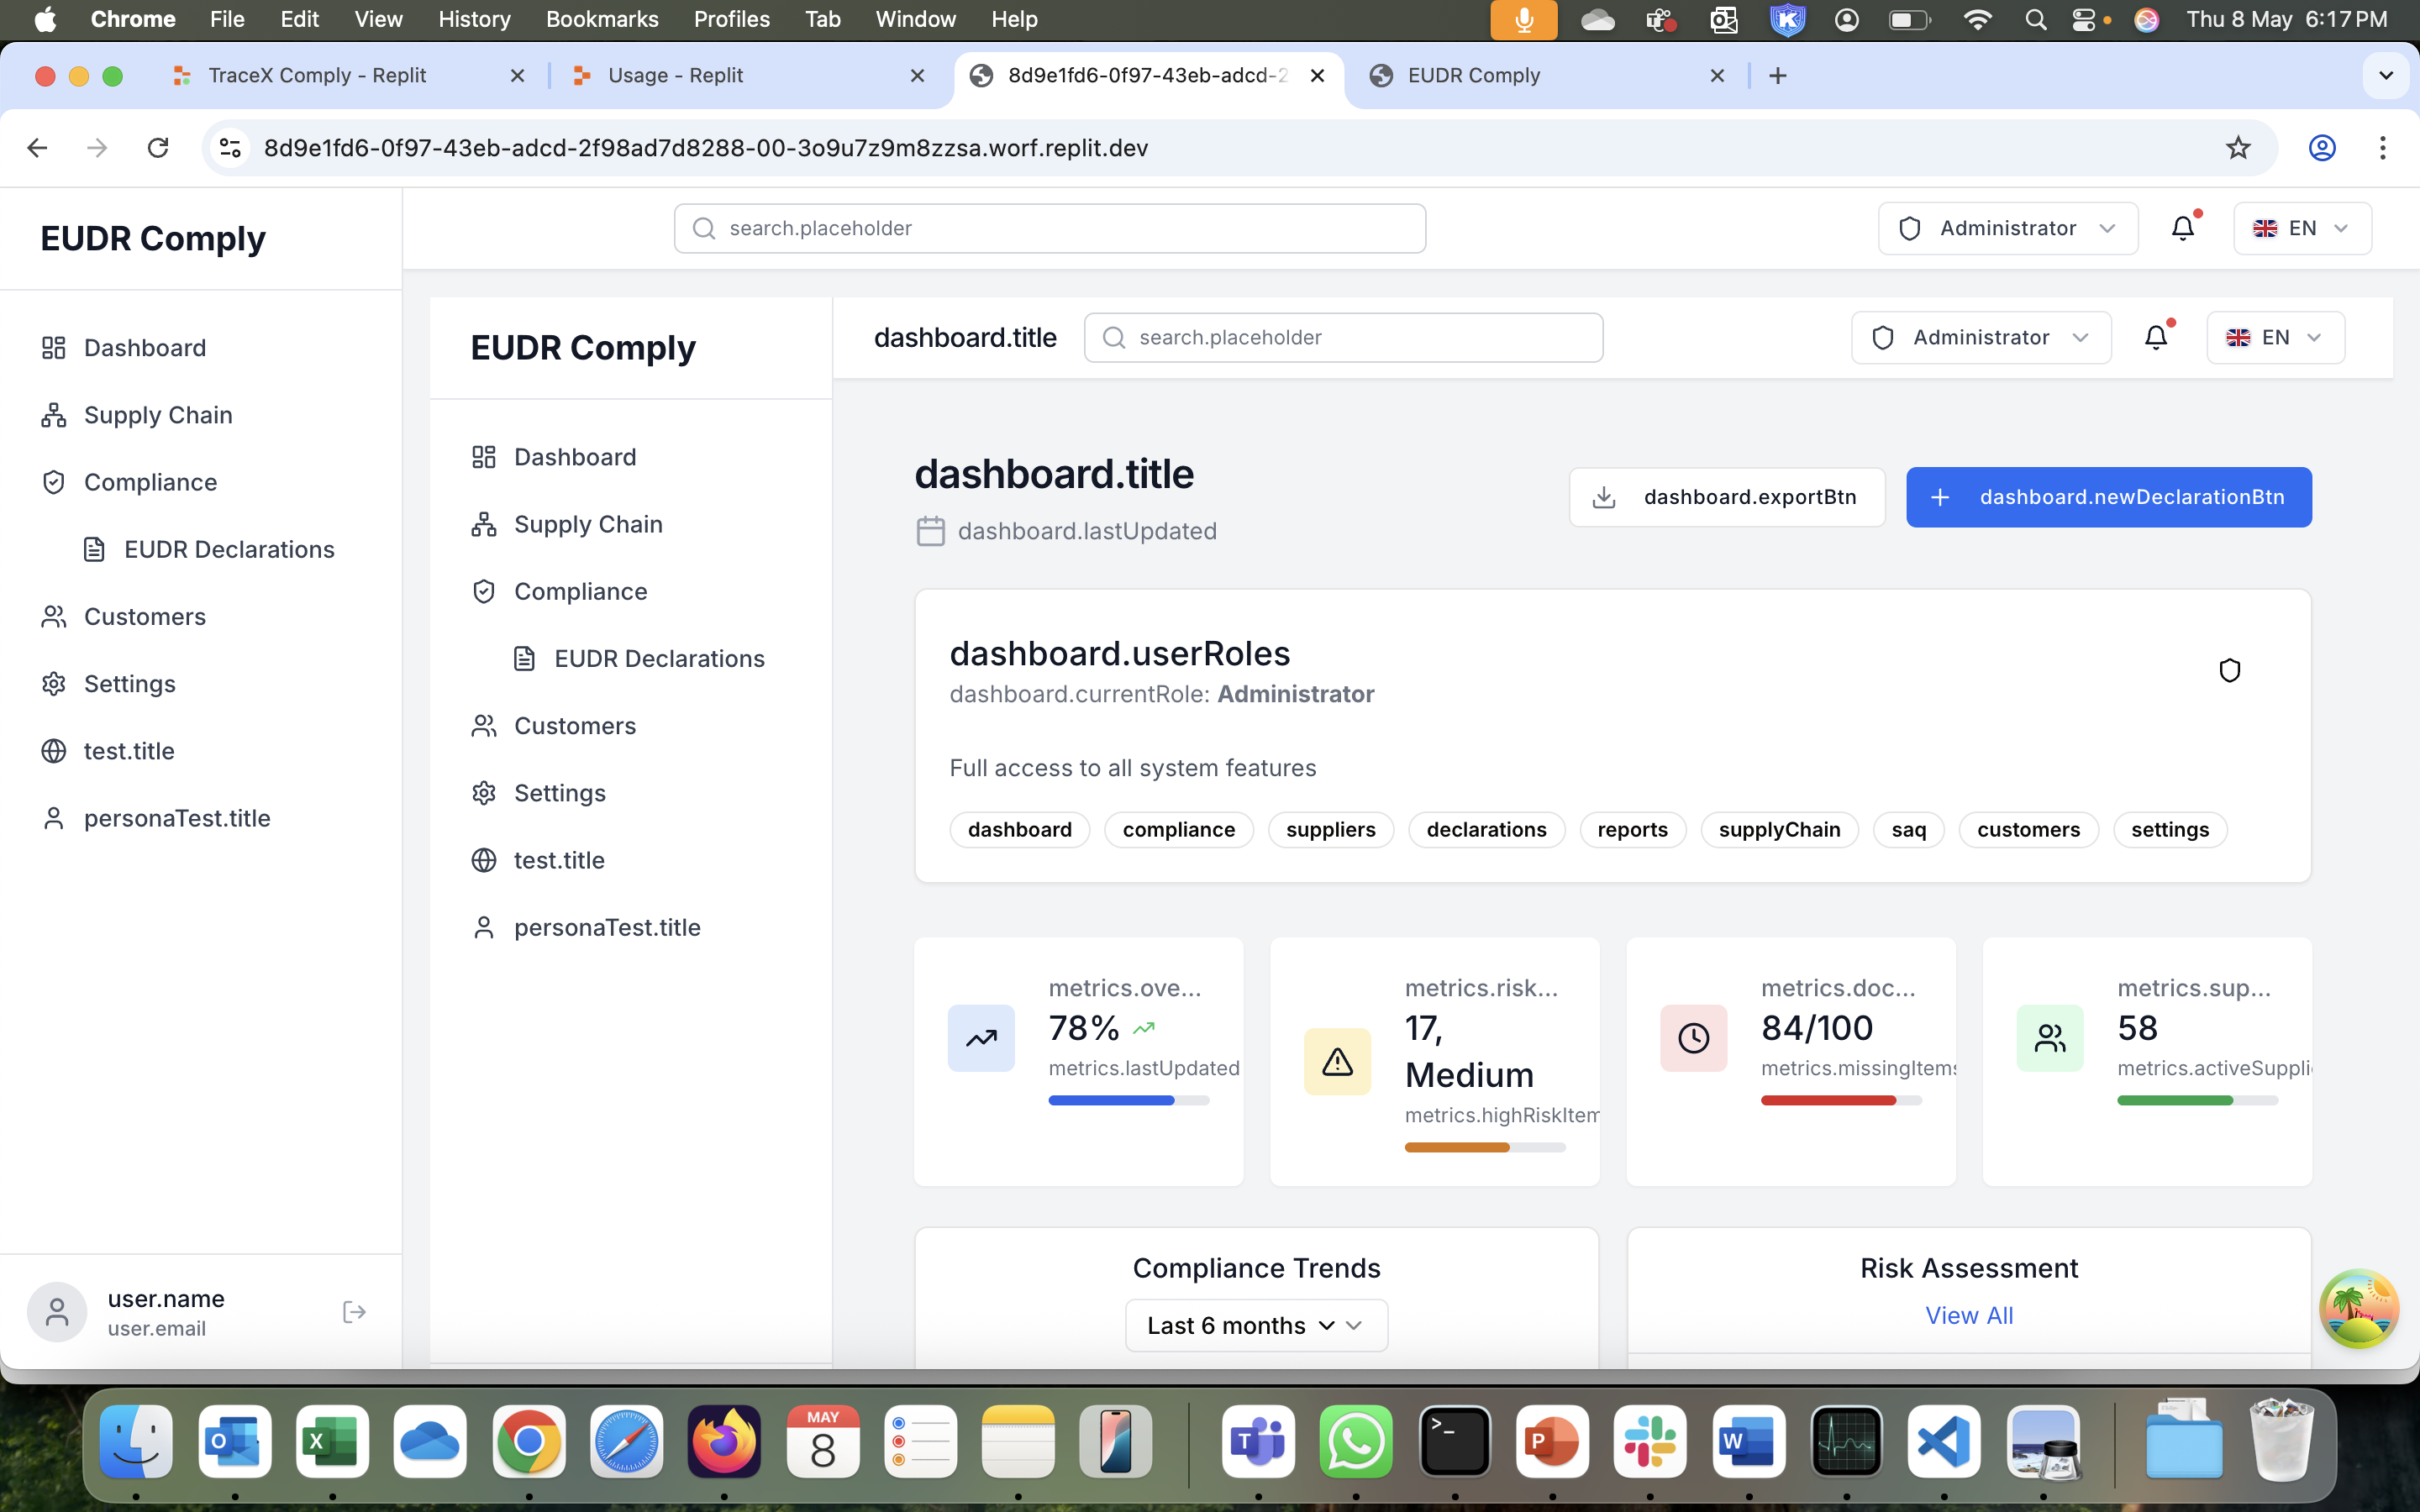 Chrome File Edit View History Bookmarks Profiles Tab Window Help Thu 8 May 6:17 PM
TraceX Comply - Replit Usage - Replit 8d9e1fd6-0f97-43eb-adcd-2 EUDR Comply
8d9e1fd6-0f97-43eb-adcd-2f98ad7d8288-00-3o9u7z9m8zzsa.worf.replit.dev
EUDR Comply
search.placeholder
Administrator
EN
Dashboard
Supply Chain
Compliance
EUDR Declarations
Customers
Settings
test.title
personaTest.title
user.name
user.email
EUDR Comply
Dashboard
Supply Chain
Compliance
EUDR Declarations
Customers
Settings
test.title
personaTest.title
dashboard.title
search.placeholder
Administrator
EN
dashboard.title
dashboard.lastUpdated
dashboard.exportBtn
dashboard.newDeclarationBtn
dashboard.userRoles
dashboard.currentRole: Administrator
Full access to all system features
dashboard compliance suppliers declarations reports supplyChain saq customers settings
metrics.ove...
78%
metrics.lastUpdated
metrics.risk...
17,
Medium
metrics.highRiskItem
metrics.doc...
84/100
metrics.missingItems
metrics.sup...
58
metrics.activeSuppli
Compliance Trends
Last 6 months
Risk Assessment
View All
MAY
8